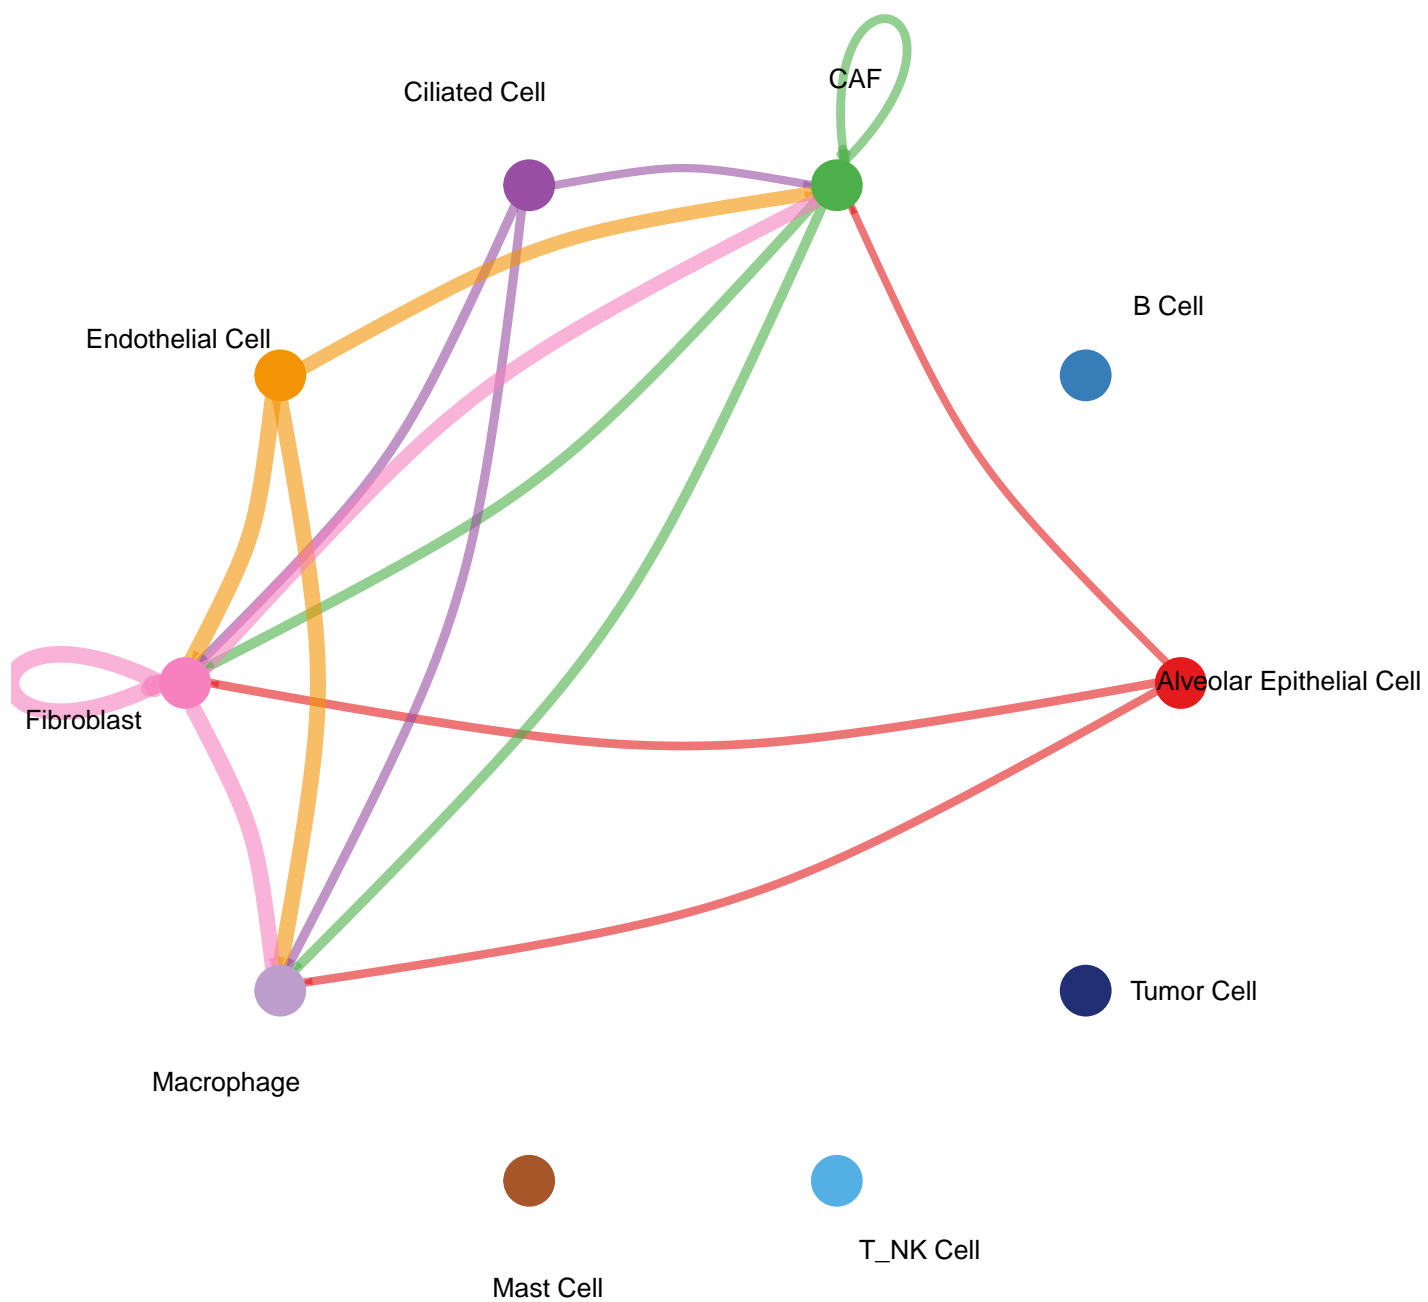 CAF
Ciliated Cell
B Cell
Endothelial Cell
Alveolar Epithelial Cell
Fibroblast
Tumor Cell
Macrophage
T_NK Cell
Mast Cell